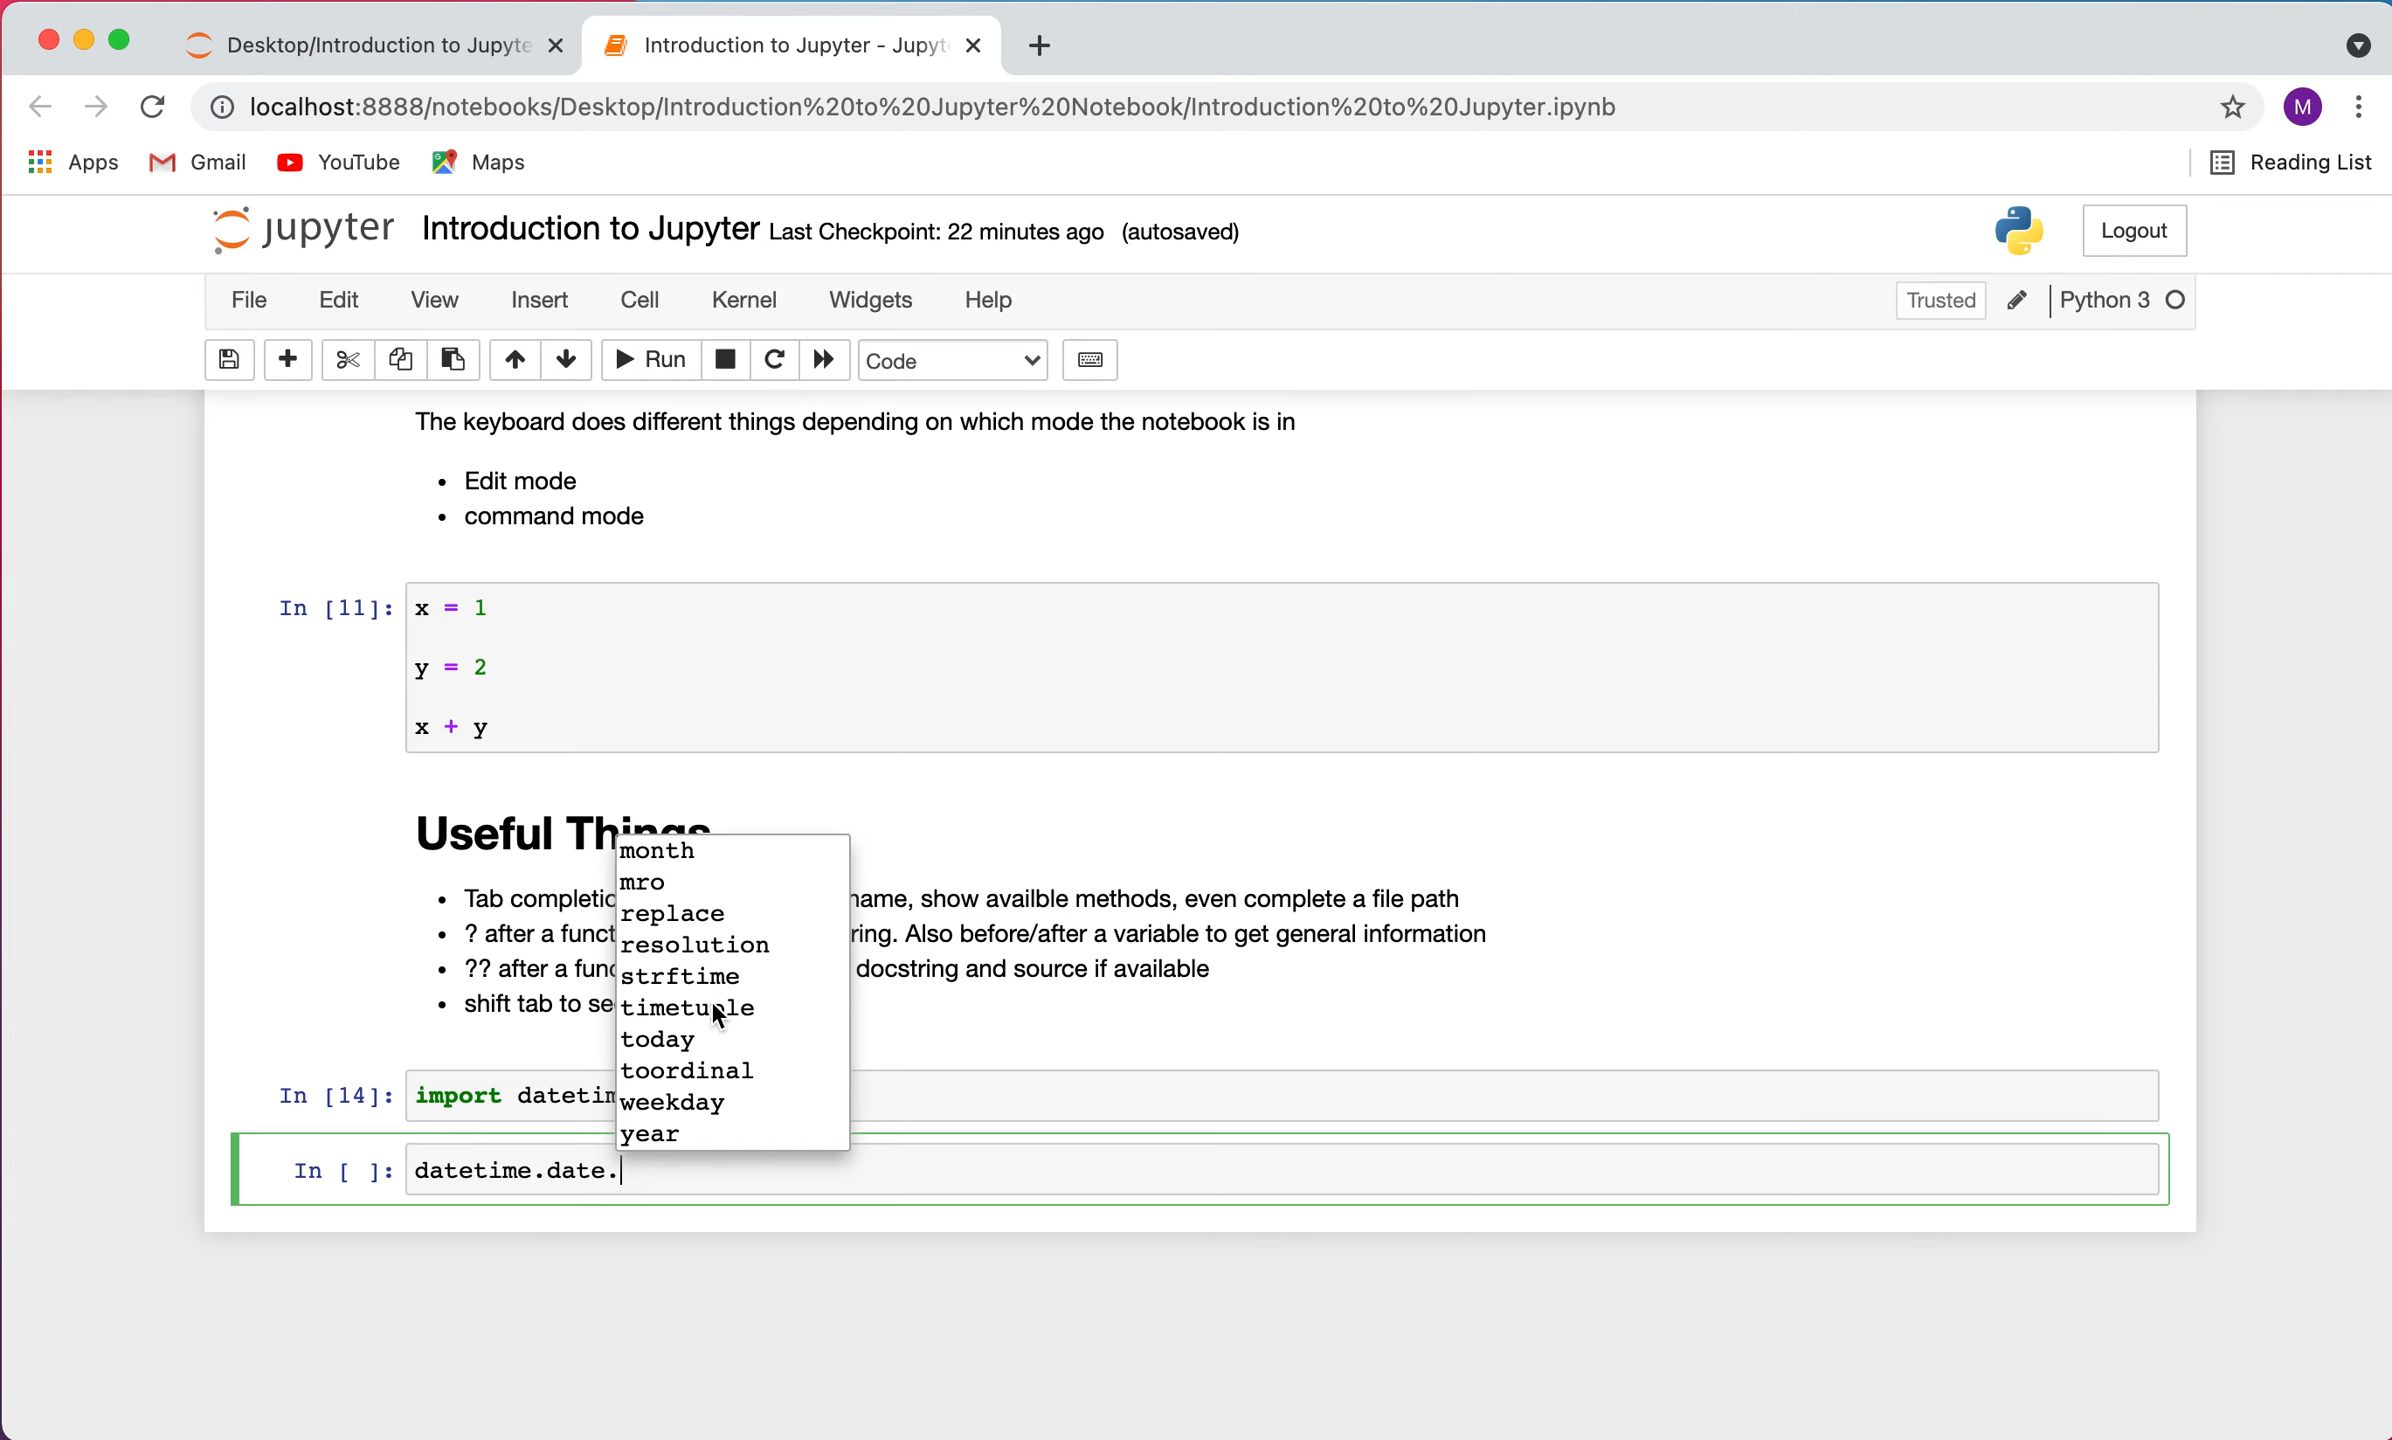 Desktop/Introduction to Jupyte
Introduction to Jupyter - Jupyt
localhost:8888/notebooks/Desktop/Introduction%20to%20Jupyter%20Notebook/Introduction%20to%20Jupyter.ipynb
M
Apps Gmail YouTube Maps Reading List
jupyter Introduction to Jupyter Last Checkpoint: 22 minutes ago (autosaved) Logout
File Edit View Insert Cell Kernel Widgets Help Trusted Python 3
Run Code
The keyboard does different things depending on which mode the notebook is in
• Edit mode
• command mode
In [11]: x = 1
y = 2
x + y
Useful Things
• Tab completio name, show availble methods, even complete a file path
• ? after a funct ring. Also before/after a variable to get general information
• ?? after a func docstring and source if available
• shift tab to se
month
mro
replace
resolution
strftime
timetuple
today
toordinal
weekday
year
In [14]: import datetim
In [ ]: datetime.date.